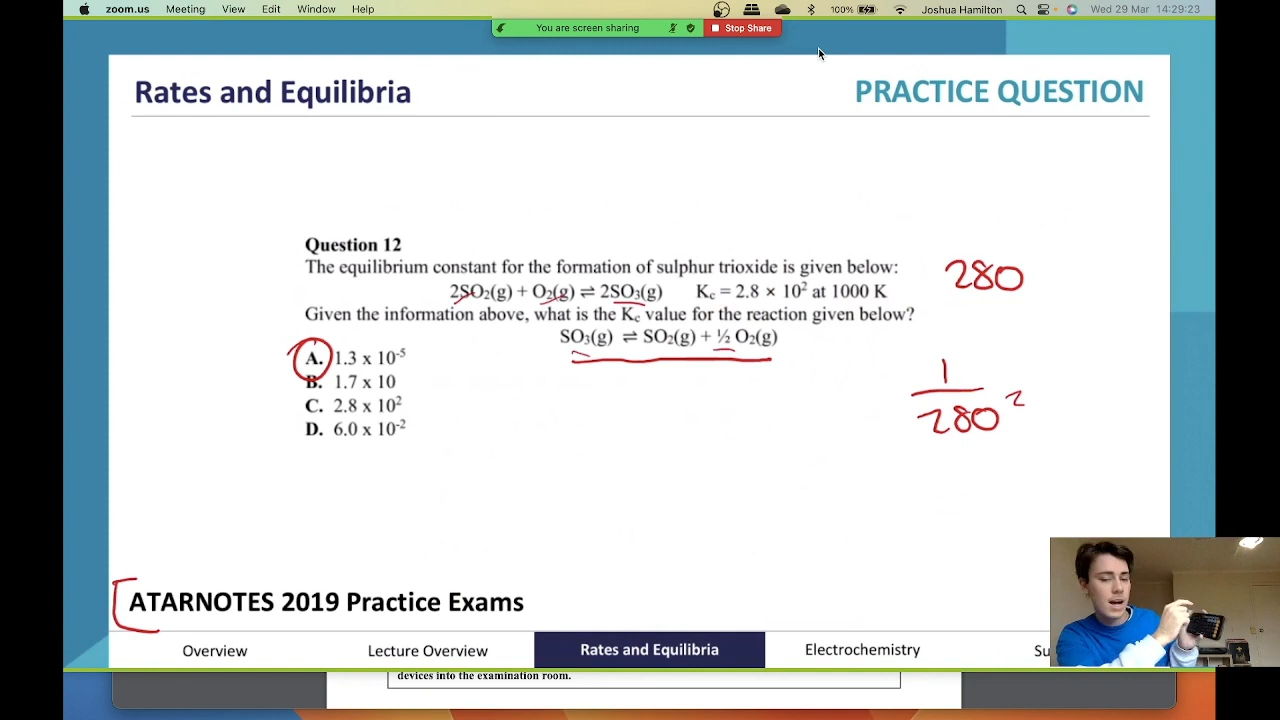 zoom.us Meeting View Edit Window Help 100% Joshua Hamilton Wed 29 Mar 14:29:23
You are screen sharing Stop Share
Rates and Equilibria PRACTICE QUESTION
Question 12
The equilibrium constant for the formation of sulphur trioxide is given below:
2SO₂(g) + O₂(g) ⇌ 2SO₃(g) K꜀ = 2.8 × 10² at 1000 K
Given the information above, what is the K꜀ value for the reaction given below?
SO₃(g) ⇌ SO₂(g) + ½ O₂(g)
A. 1.3 x 10⁻⁵
B. 1.7 x 10
C. 2.8 x 10²
D. 6.0 x 10⁻²
280
1
280²
ATARNOTES 2019 Practice Exams
Overview Lecture Overview Rates and Equilibria Electrochemistry Su
devices into the examination room.